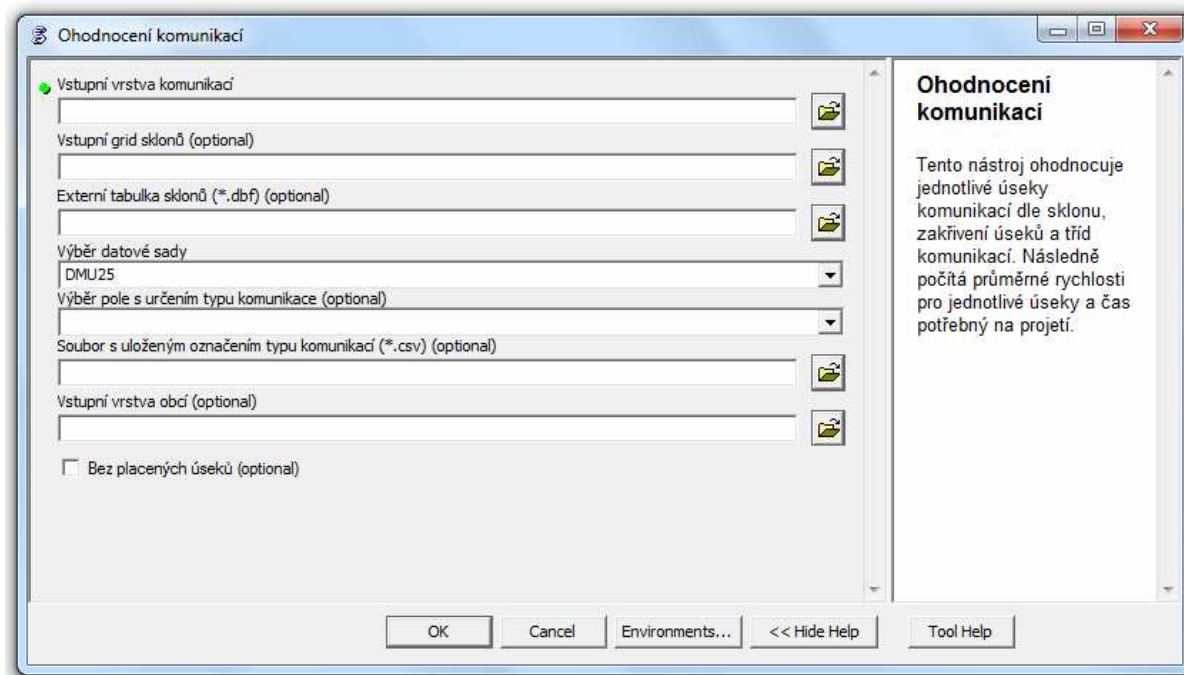 Ohodnocení komunikací
Vstupní vrstva komunikací
Vstupní grid sklonů (optional)
Externí tabulka sklonů (*.dbf) (optional)
Výběr datové sady
DMU25
Výběr pole s určením typu komunikace (optional)
Soubor s uloženým označením typu komunikací (*.csv) (optional)
Vstupní vrstva obcí (optional)
Bez placených úseků (optional)
Ohodnocení
komunikací
Tento nástroj ohodnocuje
jednotlivé úseky
komunikací dle sklonu,
zakřivení úseků a tříd
komunikací. Následně
počítá průměrné rychlosti
pro jednotlivé úseky a čas
potřebný na projetí.
OK
Cancel
Environments...
<< Hide Help
Tool Help